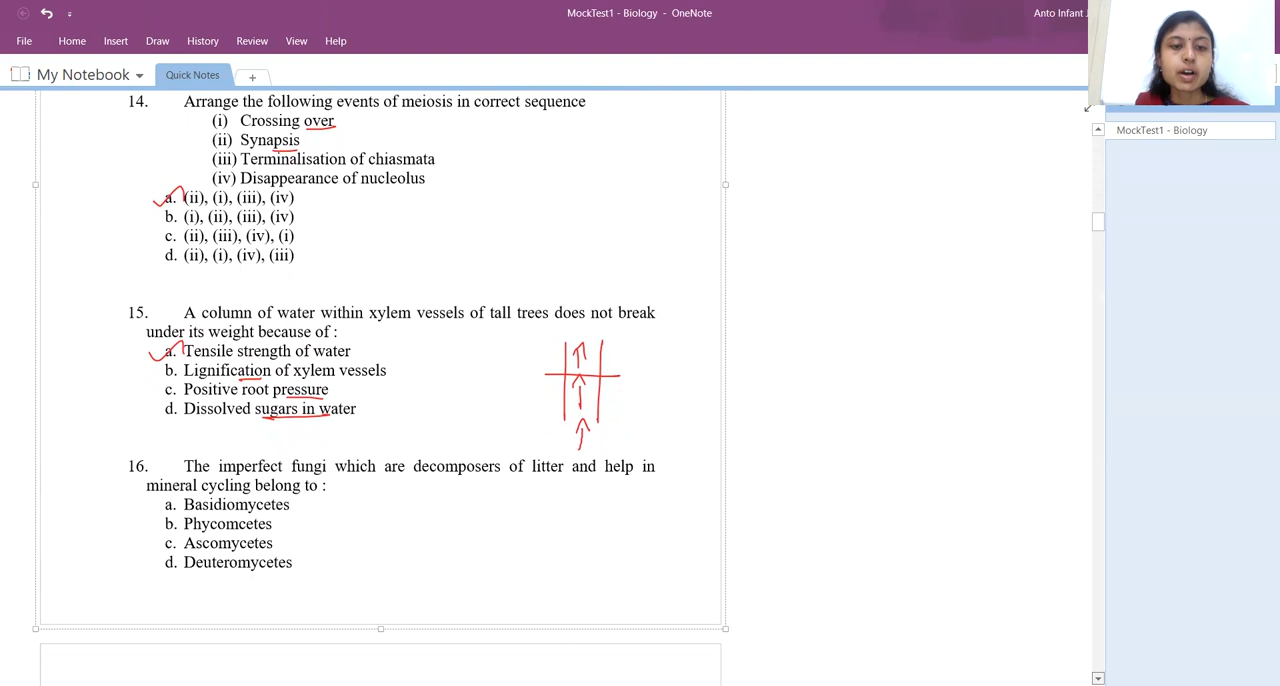 MockTest1 - Biology - OneNote
Anto Infant J
File Home Insert Draw History Review View Help
My Notebook Quick Notes +
MockTest1 - Biology
14. Arrange the following events of meiosis in correct sequence
(i) Crossing over
(ii) Synapsis
(iii) Terminalisation of chiasmata
(iv) Disappearance of nucleolus
a. (ii), (i), (iii), (iv)
b. (i), (ii), (iii), (iv)
c. (ii), (iii), (iv), (i)
d. (ii), (i), (iv), (iii)
15. A column of water within xylem vessels of tall trees does not break
under its weight because of :
a. Tensile strength of water
b. Lignification of xylem vessels
c. Positive root pressure
d. Dissolved sugars in water
16. The imperfect fungi which are decomposers of litter and help in
mineral cycling belong to :
a. Basidiomycetes
b. Phycomcetes
c. Ascomycetes
d. Deuteromycetes